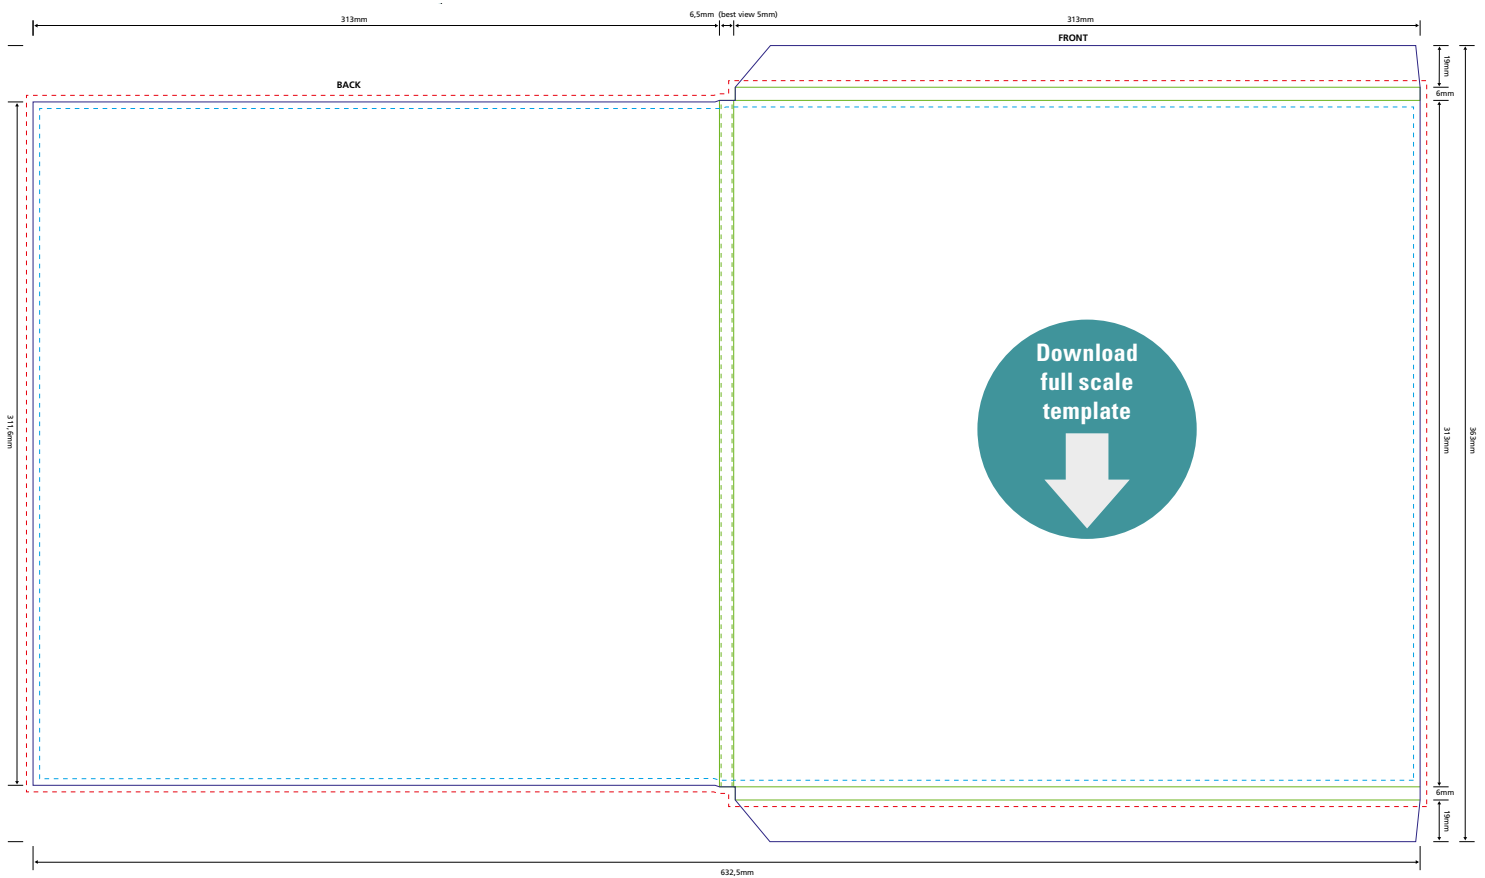 313mm
6,5mm (best view 5mm)
313mm
FRONT
BACK
19mm
6mm
311,6mm
Download
full scale
template
313mm
363mm
6mm
19mm
632,5mm